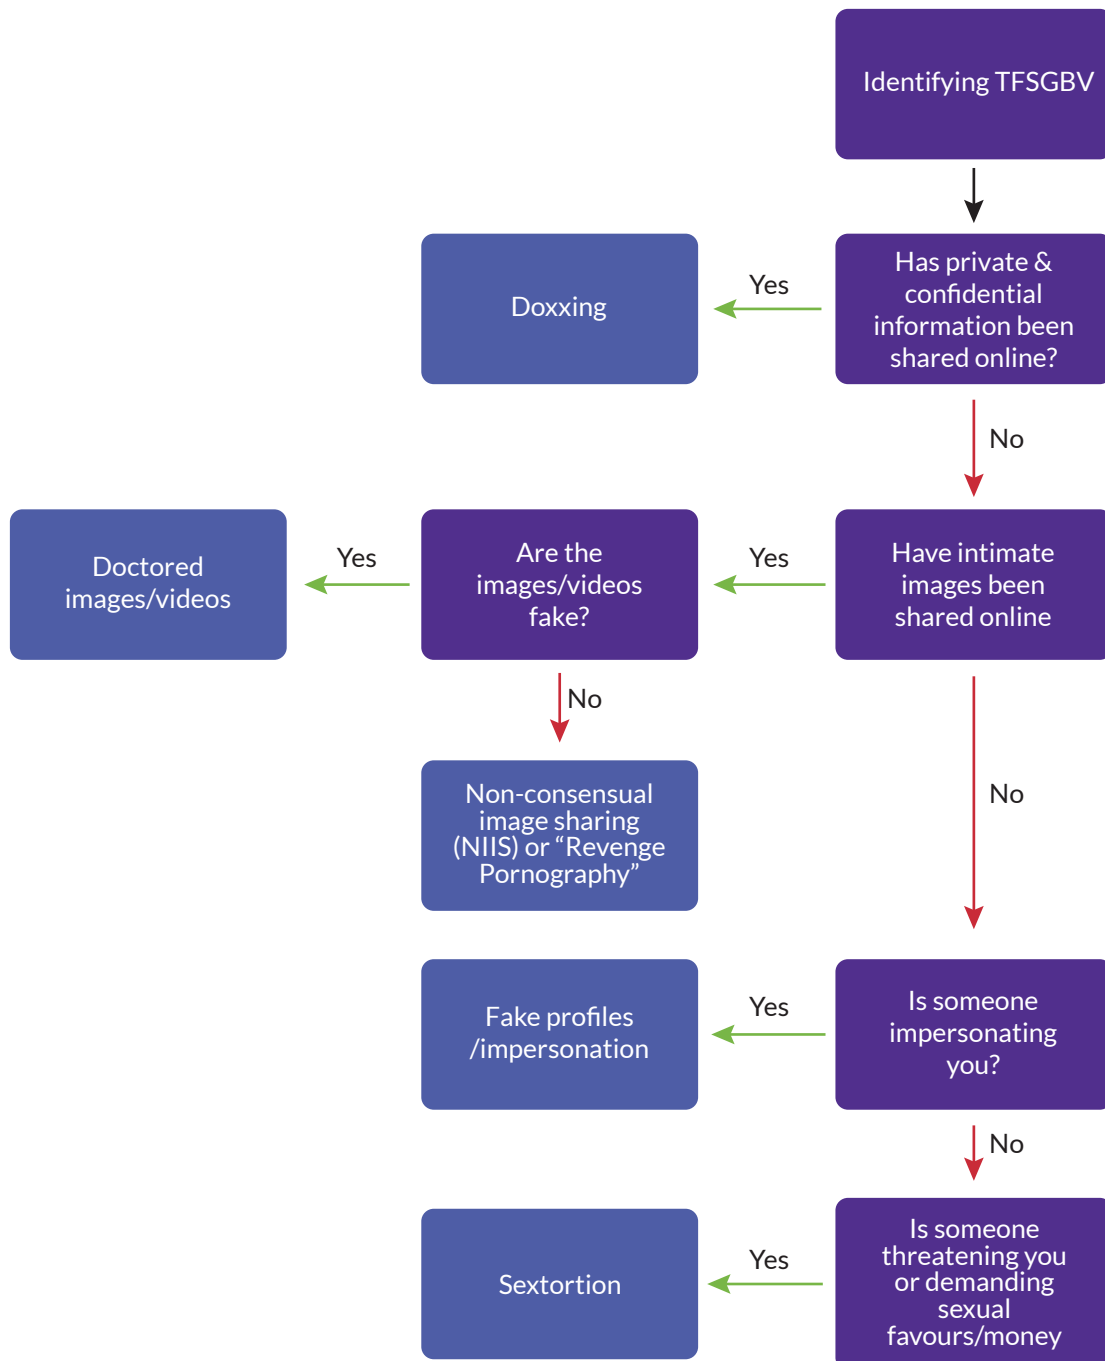 Identifying TFSGBV
Has private &
confidential
information been
shared online?
Yes
Doxxing
No
Have intimate
images been
shared online
Yes
Are the
images/videos
fake?
Yes
Doctored
images/videos
No
Non-consensual
image sharing
(NIIS) or “Revenge
Pornography”
No
Is someone
impersonating
you?
Yes
Fake profiles
/impersonation
No
Is someone
threatening you
or demanding
sexual
favours/money
Yes
Sextortion